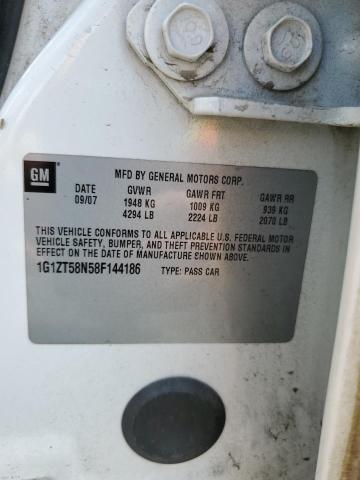 GM
MFD BY GENERAL MOTORS CORP.
DATE GVWR GAWR FRT GAWR RR
09/07 1948 KG 1009 KG 939 KG
4294 LB 2224 LB 2070 LB
THIS VEHICLE CONFORMS TO ALL APPLICABLE U.S. FEDERAL MOTOR
VEHICLE SAFETY, BUMPER, AND THEFT PREVENTION STANDARDS
IN EFFECT ON THE DATE OF MANUFACTURE SHOWN ABOVE.
1G1ZT58N58F144186 TYPE: PASS CAR